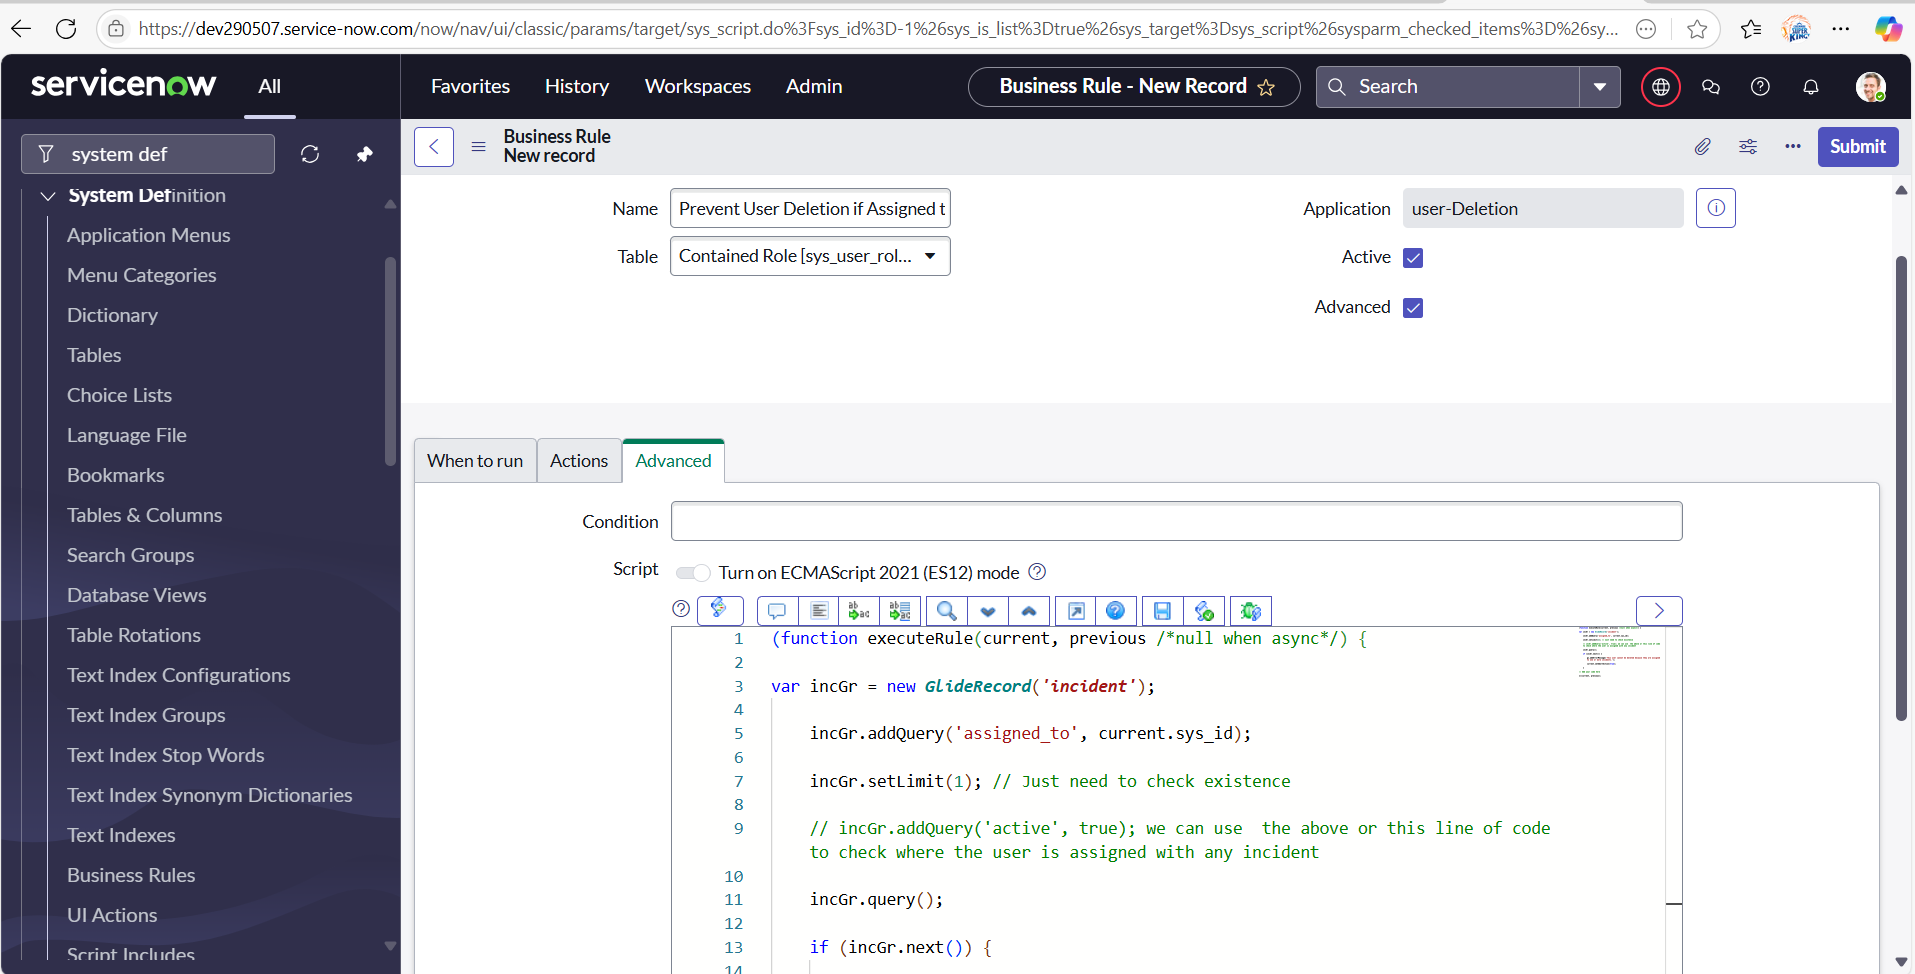 https://dev290507.service-now.com/now/nav/ui/classic/params/target/sys_script.do%3Fsys_id%3D-1%26sys_is_list%3Dtrue%26sys_target%3Dsys_script%26sysparm_checked_items%3D%26sy...
servicenow
All
Favorites
History
Workspaces
Admin
Business Rule - New Record
Search
system def
Business Rule
New record
Submit
System Definition
Application Menus
Menu Categories
Dictionary
Tables
Choice Lists
Language File
Bookmarks
Tables & Columns
Search Groups
Database Views
Table Rotations
Text Index Configurations
Text Index Groups
Text Index Stop Words
Text Index Synonym Dictionaries
Text Indexes
Business Rules
UI Actions
Script Includes
Name
Prevent User Deletion if Assigned t
Application
user-Deletion
Table
Contained Role [sys_user_rol...
Active
Advanced
When to run
Actions
Advanced
Condition
Script
Turn on ECMAScript 2021 (ES12) mode
1 (function executeRule(current, previous /*null when async*/) {
2
3 var incGr = new GlideRecord('incident');
4
5 incGr.addQuery('assigned_to', current.sys_id);
6
7 incGr.setLimit(1); // Just need to check existence
8
9 // incGr.addQuery('active', true); we can use  the above or this line of code
to check where the user is assigned with any incident
10
11 incGr.query();
12
13 if (incGr.next()) {
14